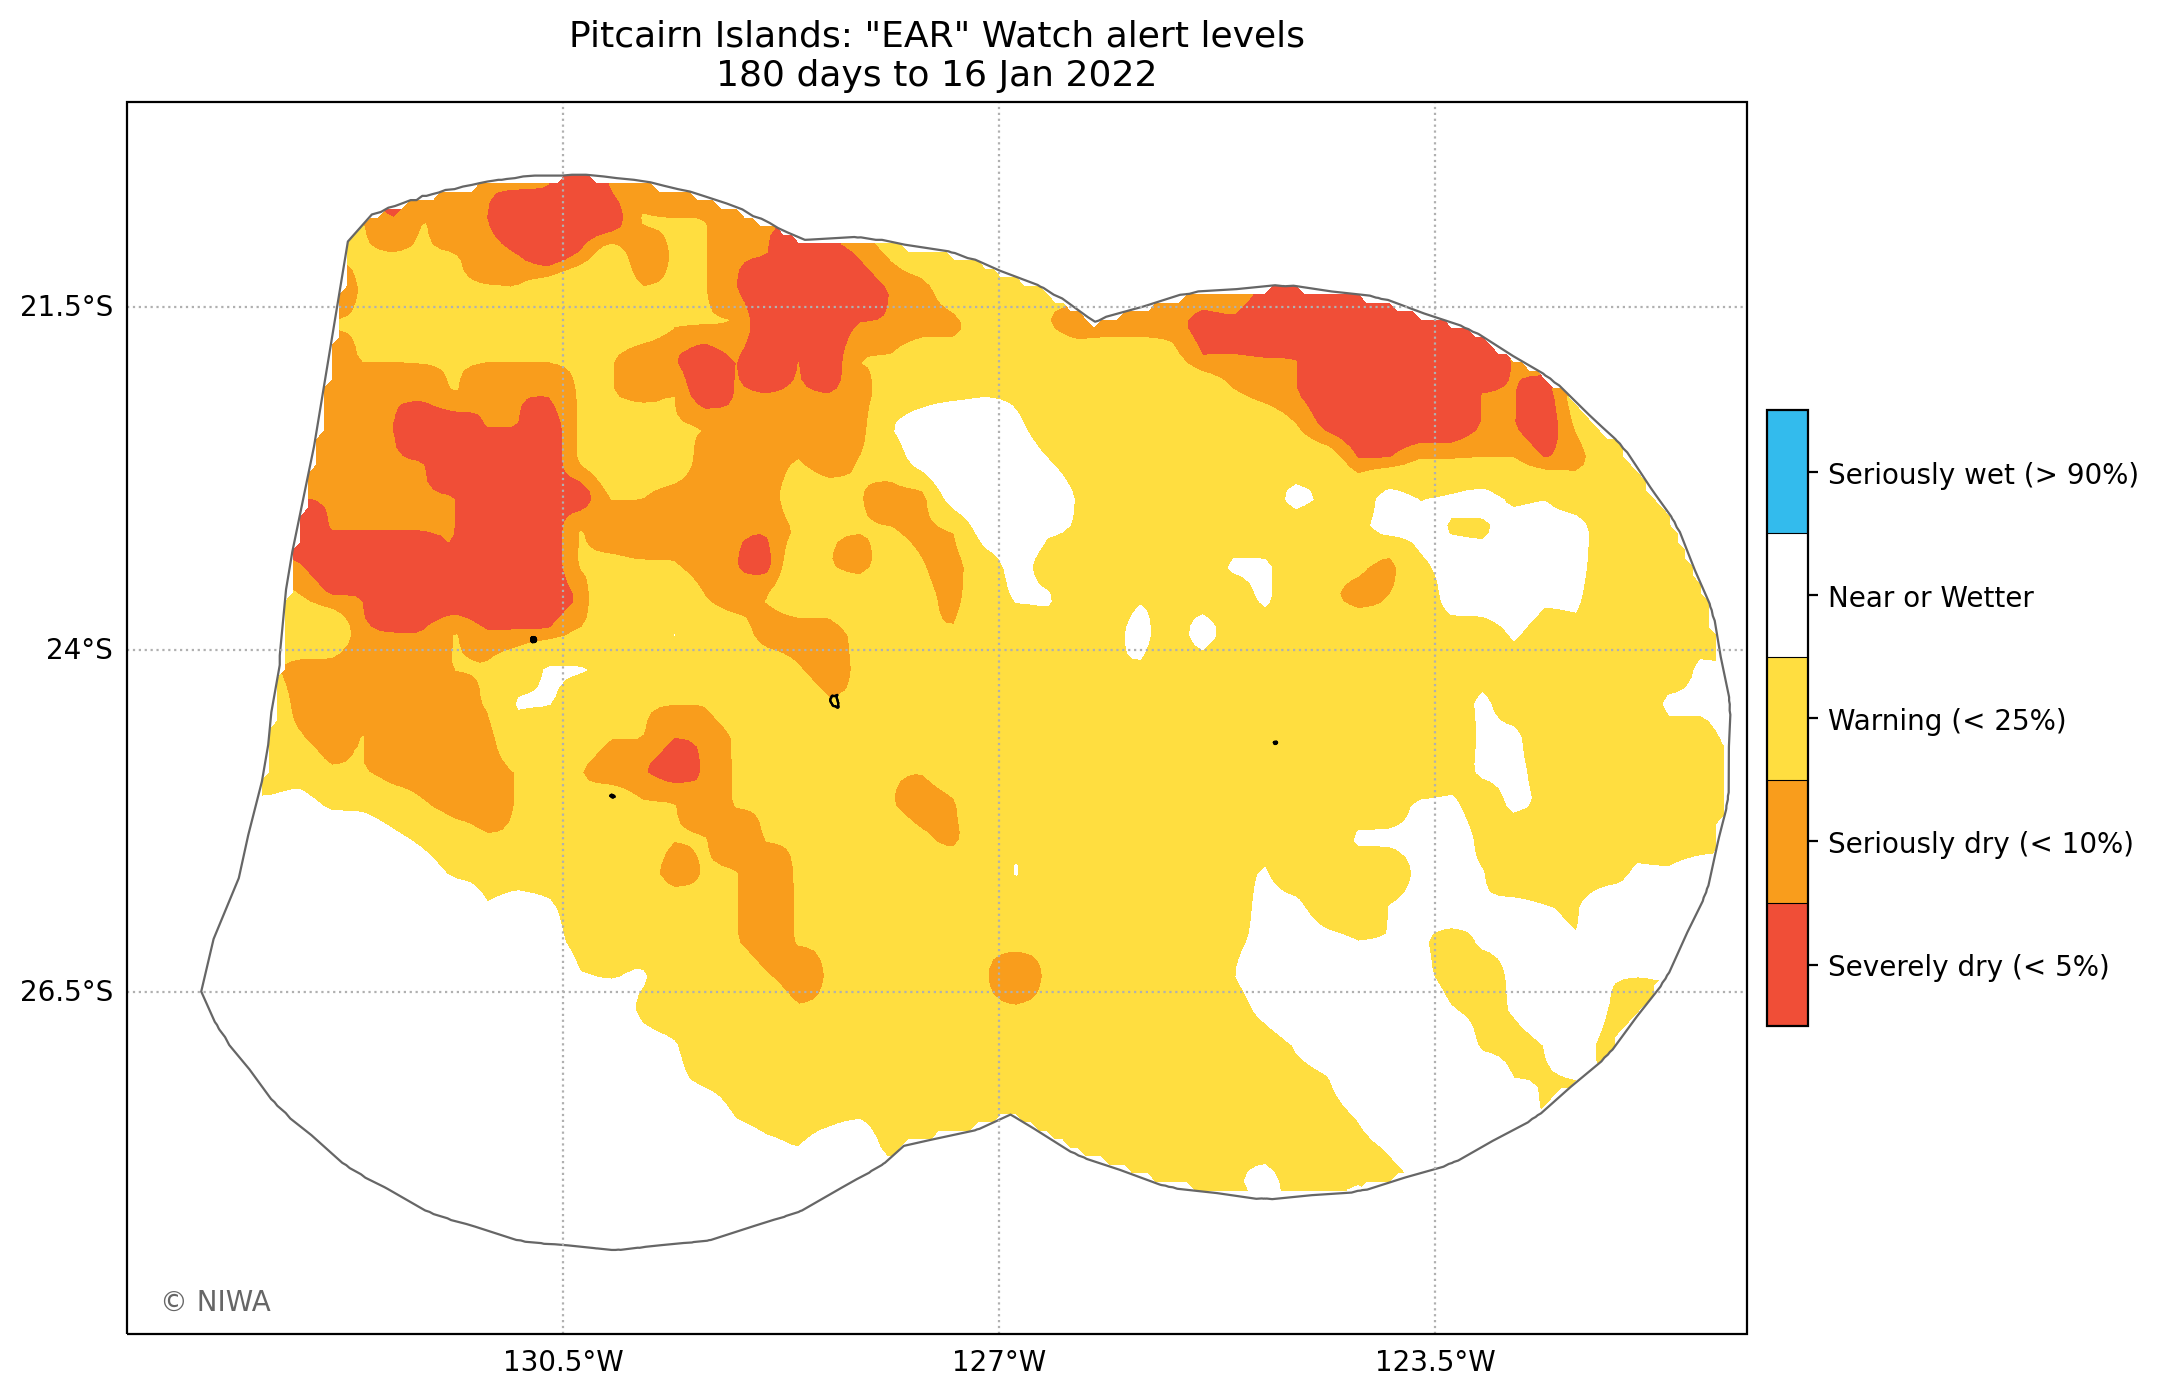 Pitcairn Islands: "EAR" Watch alert levels
180 days to 16 Jan 2022
21.5°S
24°S
26.5°S
130.5°W
127°W
123.5°W
Seriously wet (> 90%)
Near or Wetter
Warning (< 25%)
Seriously dry (< 10%)
Severely dry (< 5%)
© NIWA